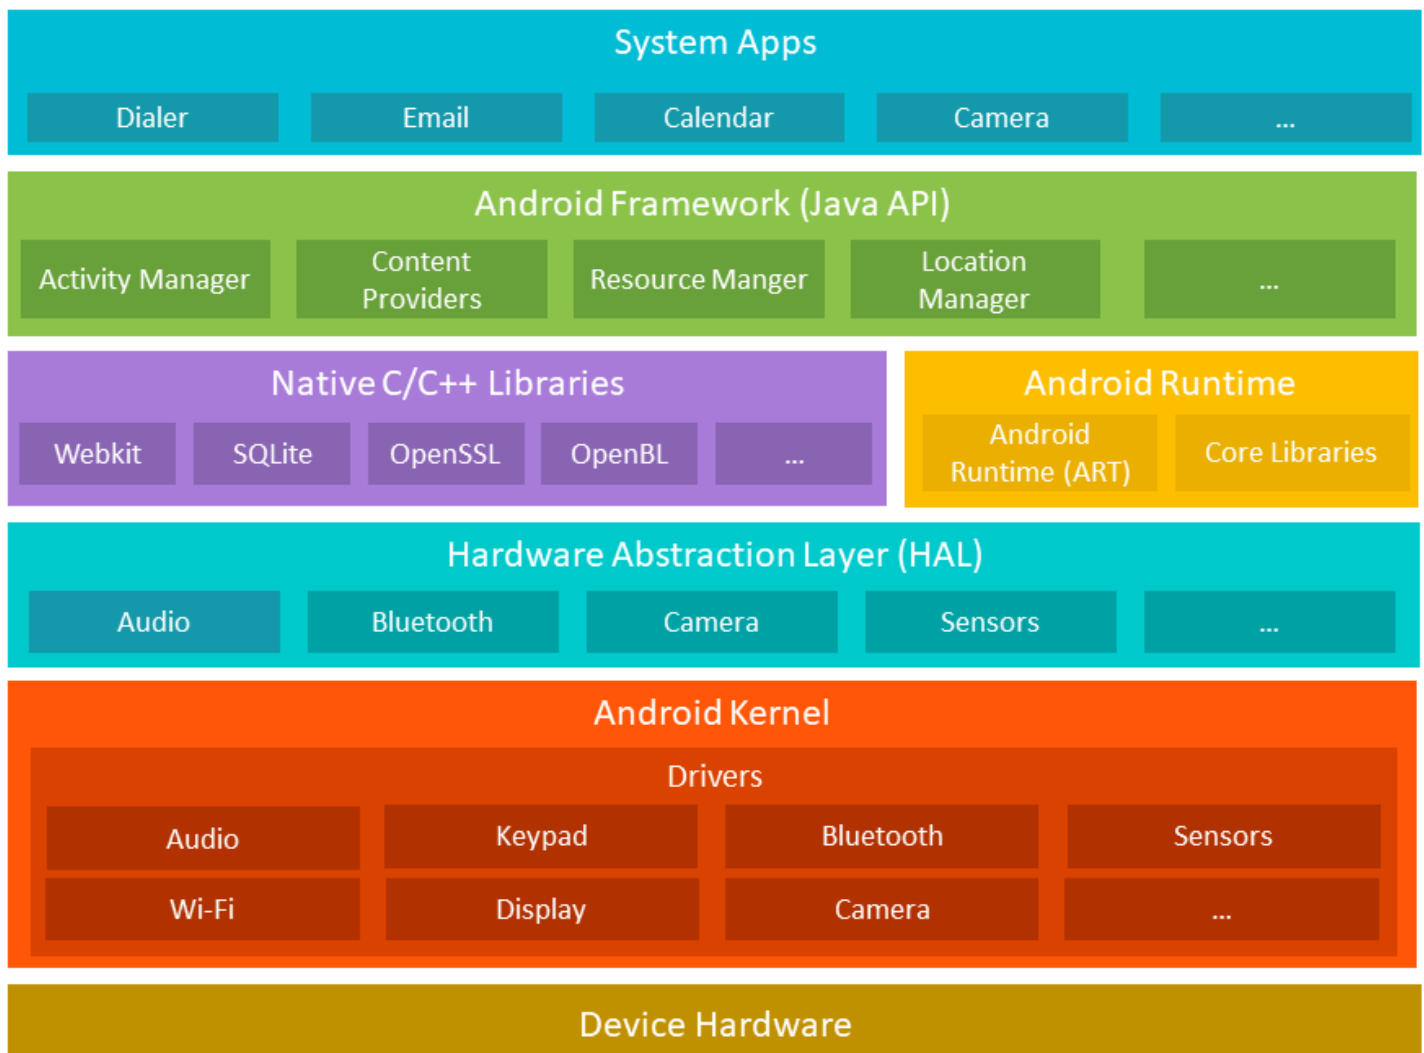 System Apps
Dialer
Email
Calendar
Camera
...
Android Framework (Java API)
Activity Manager
Content
Providers
Resource Manger
Location
Manager
...
Native C/C++ Libraries
Webkit
SQLite
OpenSSL
OpenBL
...
Android Runtime
Android
Runtime (ART)
Core Libraries
Hardware Abstraction Layer (HAL)
Audio
Bluetooth
Camera
Sensors
...
Android Kernel
Drivers
Audio
Keypad
Bluetooth
Sensors
Wi-Fi
Display
Camera
...
Device Hardware